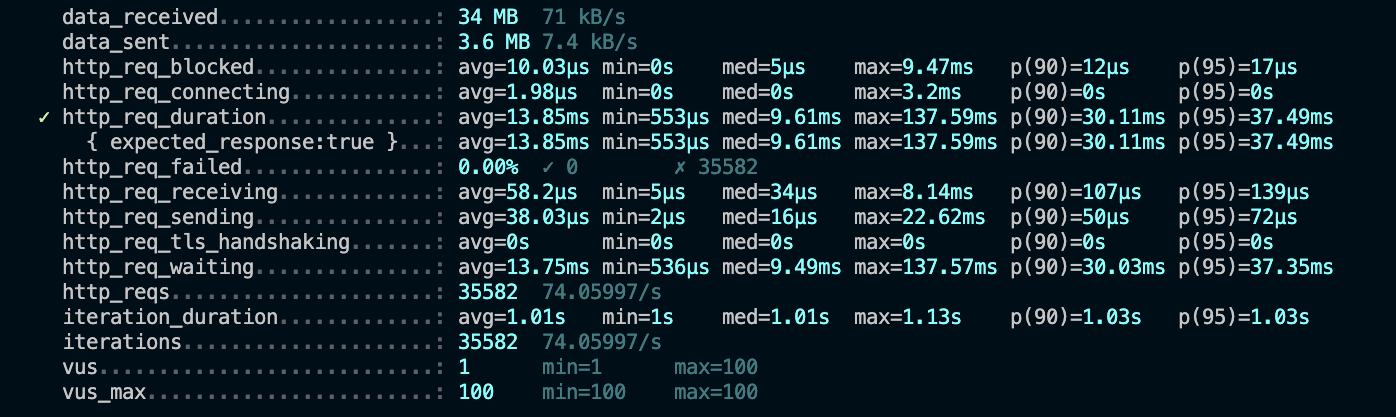 data_received..................: 34 MB 71 kB/s
data_sent......................: 3.6 MB 7.4 kB/s
http_req_blocked...............: avg=10.03µs min=0s med=5µs max=9.47ms p(90)=12µs p(95)=17µs
http_req_connecting............: avg=1.98µs min=0s med=0s max=3.2ms p(90)=0s p(95)=0s
✓ http_req_duration..............: avg=13.85ms min=553µs med=9.61ms max=137.59ms p(90)=30.11ms p(95)=37.49ms
{ expected_response:true }...: avg=13.85ms min=553µs med=9.61ms max=137.59ms p(90)=30.11ms p(95)=37.49ms
http_req_failed................: 0.00% ✓ 0 ✗ 35582
http_req_receiving.............: avg=58.2µs min=5µs med=34µs max=8.14ms p(90)=107µs p(95)=139µs
http_req_sending...............: avg=38.03µs min=2µs med=16µs max=22.62ms p(90)=50µs p(95)=72µs
http_req_tls_handshaking.......: avg=0s min=0s med=0s max=0s p(90)=0s p(95)=0s
http_req_waiting...............: avg=13.75ms min=536µs med=9.49ms max=137.57ms p(90)=30.03ms p(95)=37.35ms
http_reqs......................: 35582 74.05997/s
iteration_duration.............: avg=1.01s min=1s med=1.01s max=1.13s p(90)=1.03s p(95)=1.03s
iterations.....................: 35582 74.05997/s
vus............................: 1 min=1 max=100
vus_max........................: 100 min=100 max=100